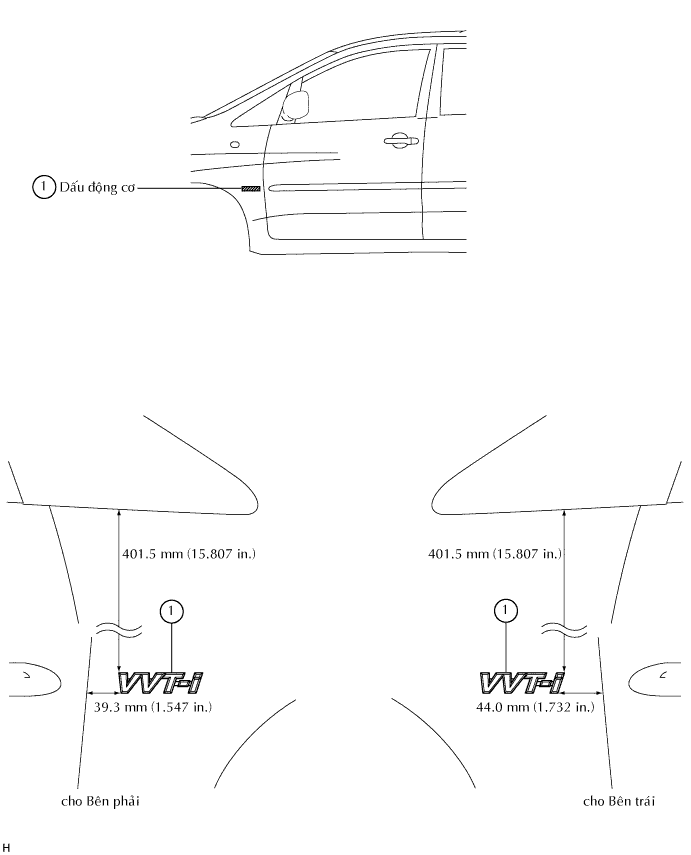 1 Dấu động cơ
401.5 mm (15.807 in.) 401.5 mm (15.807 in.)
1 1
VVT-i VVT-i
39.3 mm (1.547 in.) 44.0 mm (1.732 in.)
cho Bên phải cho Bên trái
H